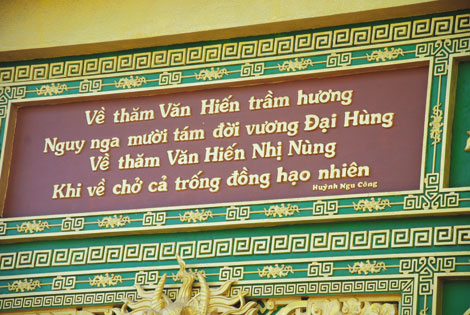 Về thăm Văn Hiến trầm hương
Nguy nga mười tám đời vương Đại Hùng
Về thăm Văn Hiến Nhị Nùng
Khi về chở cả trống đồng hạo nhiên
Huỳnh Ngu Công